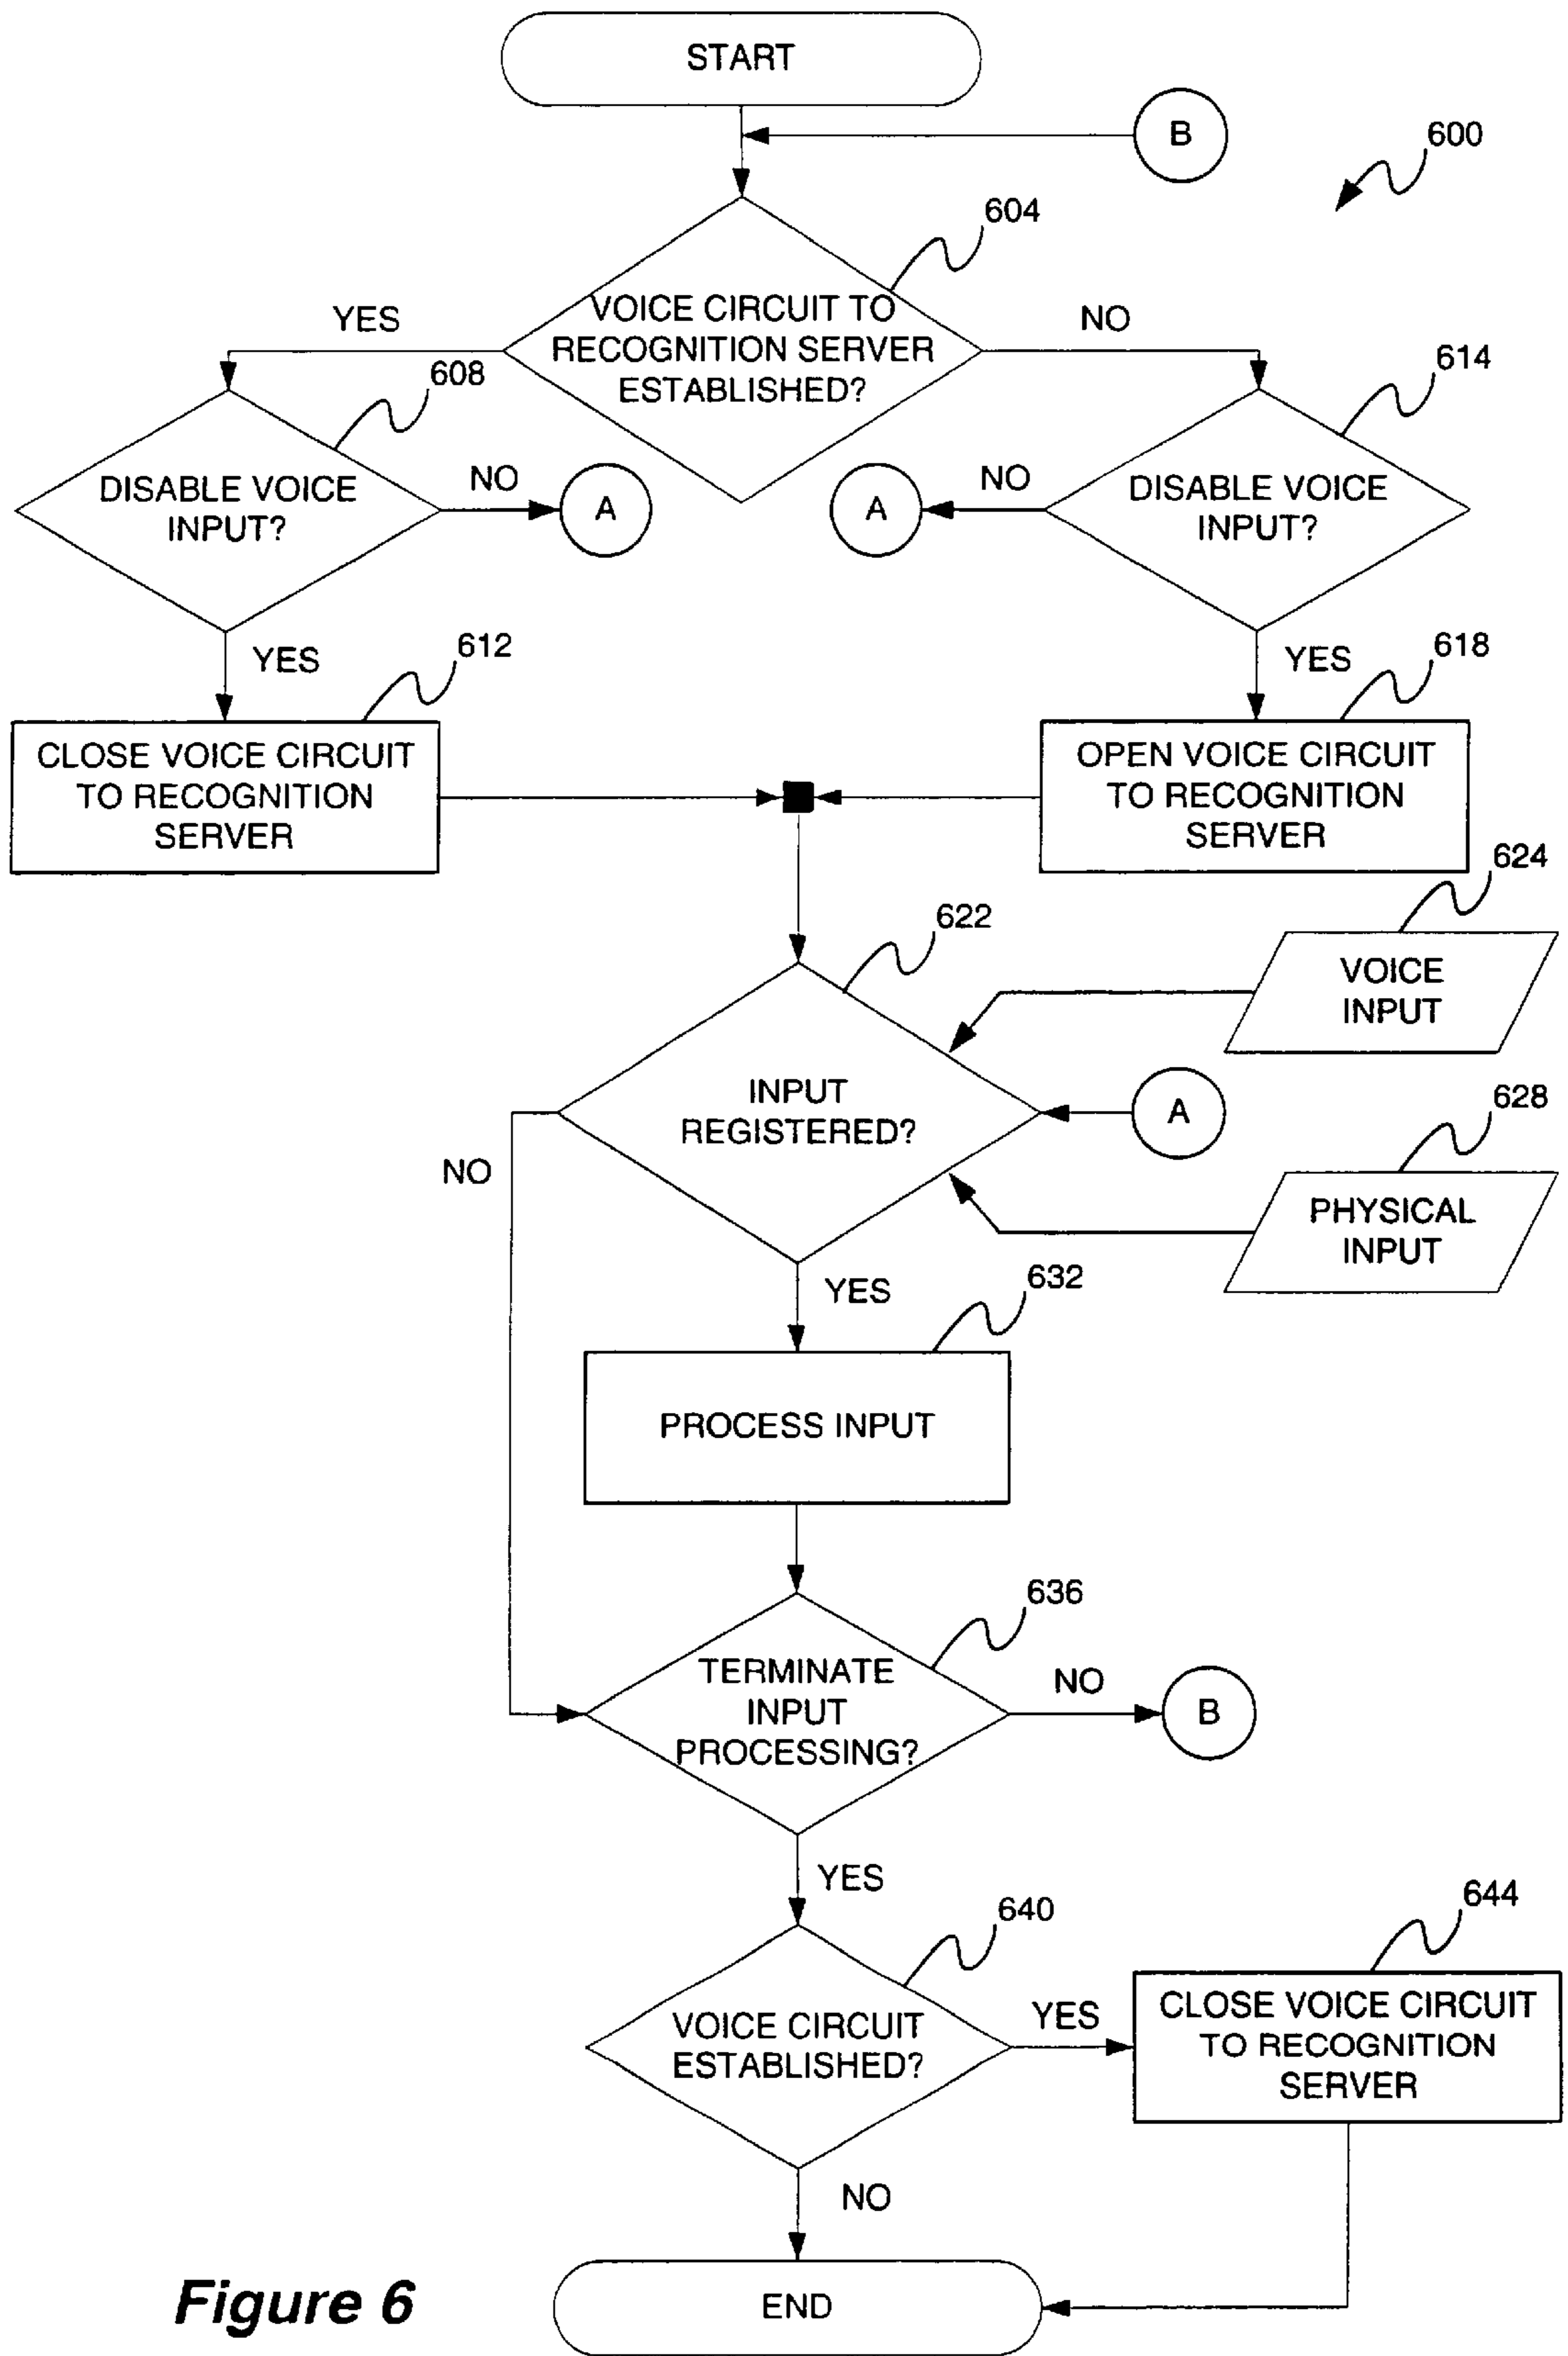 START
B
600
604
VOICE CIRCUIT TO
RECOGNITION SERVER
ESTABLISHED?
YES
NO
608
614
DISABLE VOICE
INPUT?
NO
A
A
NO
DISABLE VOICE
INPUT?
YES
612
YES
618
CLOSE VOICE CIRCUIT
TO RECOGNITION
SERVER
OPEN VOICE CIRCUIT
TO RECOGNITION
SERVER
624
622
VOICE
INPUT
INPUT
REGISTERED?
A
628
NO
PHYSICAL
INPUT
YES
632
PROCESS INPUT
636
TERMINATE
INPUT
PROCESSING?
NO
B
YES
640
644
VOICE CIRCUIT
ESTABLISHED?
YES
CLOSE VOICE CIRCUIT
TO RECOGNITION
SERVER
NO
END
Figure 6